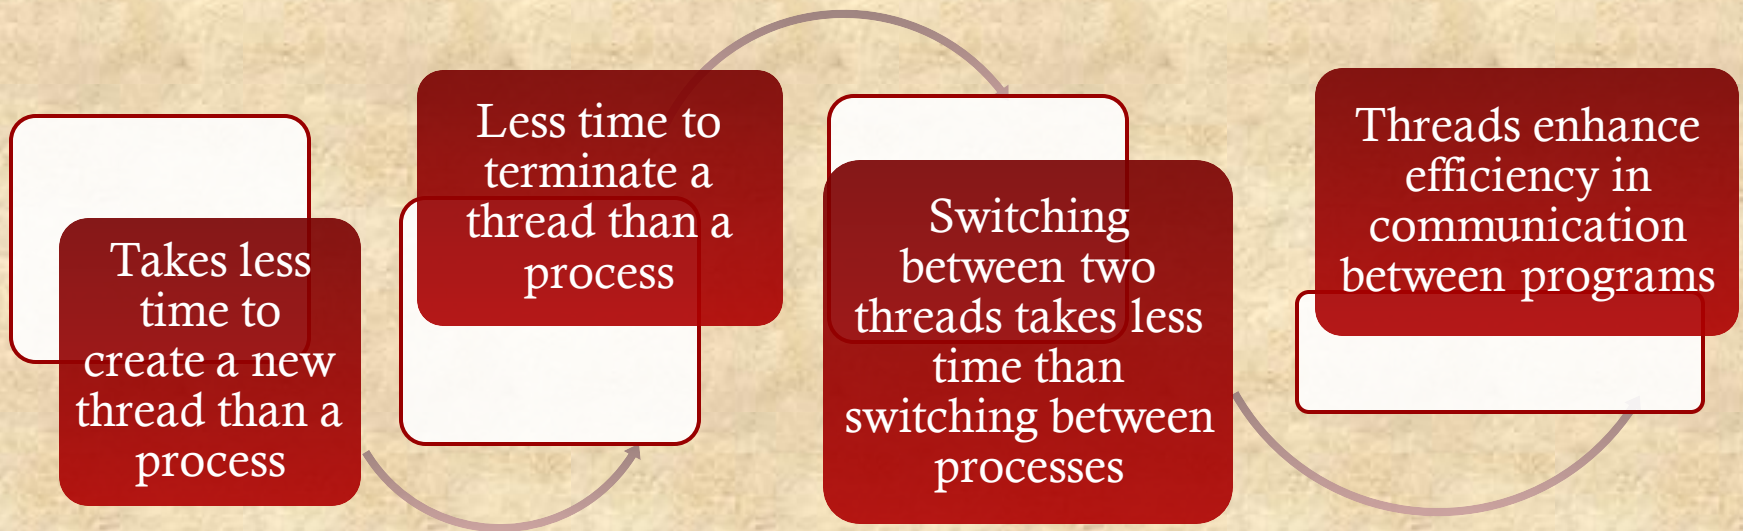 Takes less
time to
create a new
thread than a
process
Less time to
terminate a
thread than a
process
Switching
between two
threads takes less
time than
switching between
processes
Threads enhance
efficiency in
communication
between programs